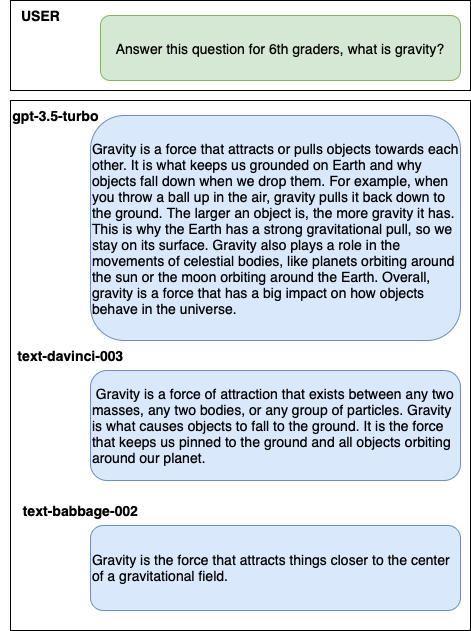 USER
Answer this question for 6th graders, what is gravity?
gpt-3.5-turbo
Gravity is a force that attracts or pulls objects towards each
other. It is what keeps us grounded on Earth and why
objects fall down when we drop them. For example, when
you throw a ball up in the air, gravity pulls it back down to
the ground. The larger an object is, the more gravity it has.
This is why the Earth has a strong gravitational pull, so we
stay on its surface. Gravity also plays a role in the
movements of celestial bodies, like planets orbiting around
the sun or the moon orbiting around the Earth. Overall,
gravity is a force that has a big impact on how objects
behave in the universe.
text-davinci-003
Gravity is a force of attraction that exists between any two
masses, any two bodies, or any group of particles. Gravity
is what causes objects to fall to the ground. It is the force
that keeps us pinned to the ground and all objects orbiting
around our planet.
text-babbage-002
Gravity is the force that attracts things closer to the center
of a gravitational field.